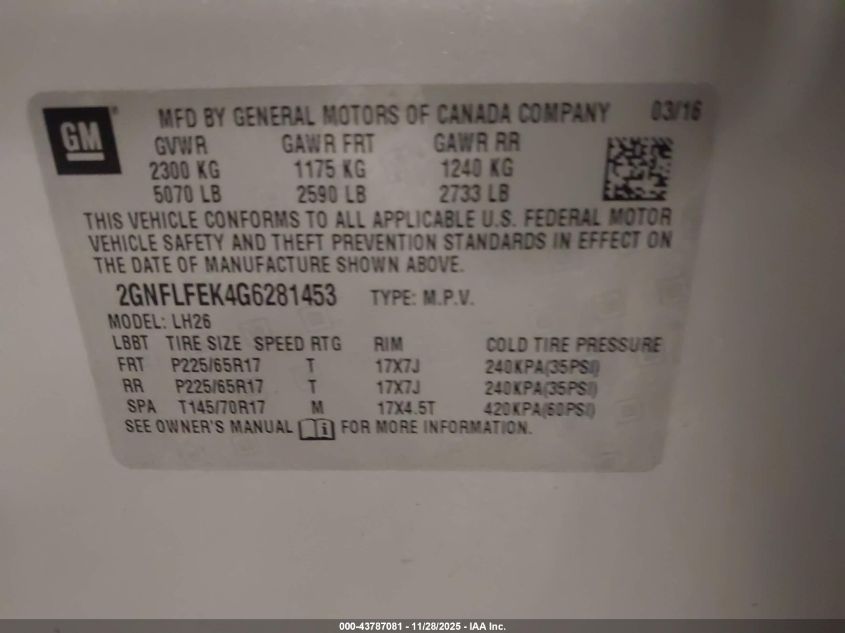 GM
MFD BY GENERAL MOTORS OF CANADA COMPANY 03/16
GVWR GAWR FRT GAWR RR
2300 KG 1175 KG 1240 KG
5070 LB 2590 LB 2733 LB
THIS VEHICLE CONFORMS TO ALL APPLICABLE U.S. FEDERAL MOTOR
VEHICLE SAFETY AND THEFT PREVENTION STANDARDS IN EFFECT ON
THE DATE OF MANUFACTURE SHOWN ABOVE.
2GNFLFEK4G6281453 TYPE: M.P.V.
MODEL: LH26
LBBT TIRE SIZE SPEED RTG RIM COLD TIRE PRESSURE
FRT P225/65R17 T 17X7J 240KPA(35PSI)
RR P225/65R17 T 17X7J 240KPA(35PSI)
SPA T145/70R17 M 17X4.5T 420KPA(60PSI)
SEE OWNER'S MANUAL FOR MORE INFORMATION.
000-43787081 - 11/28/2025 - IAA Inc.